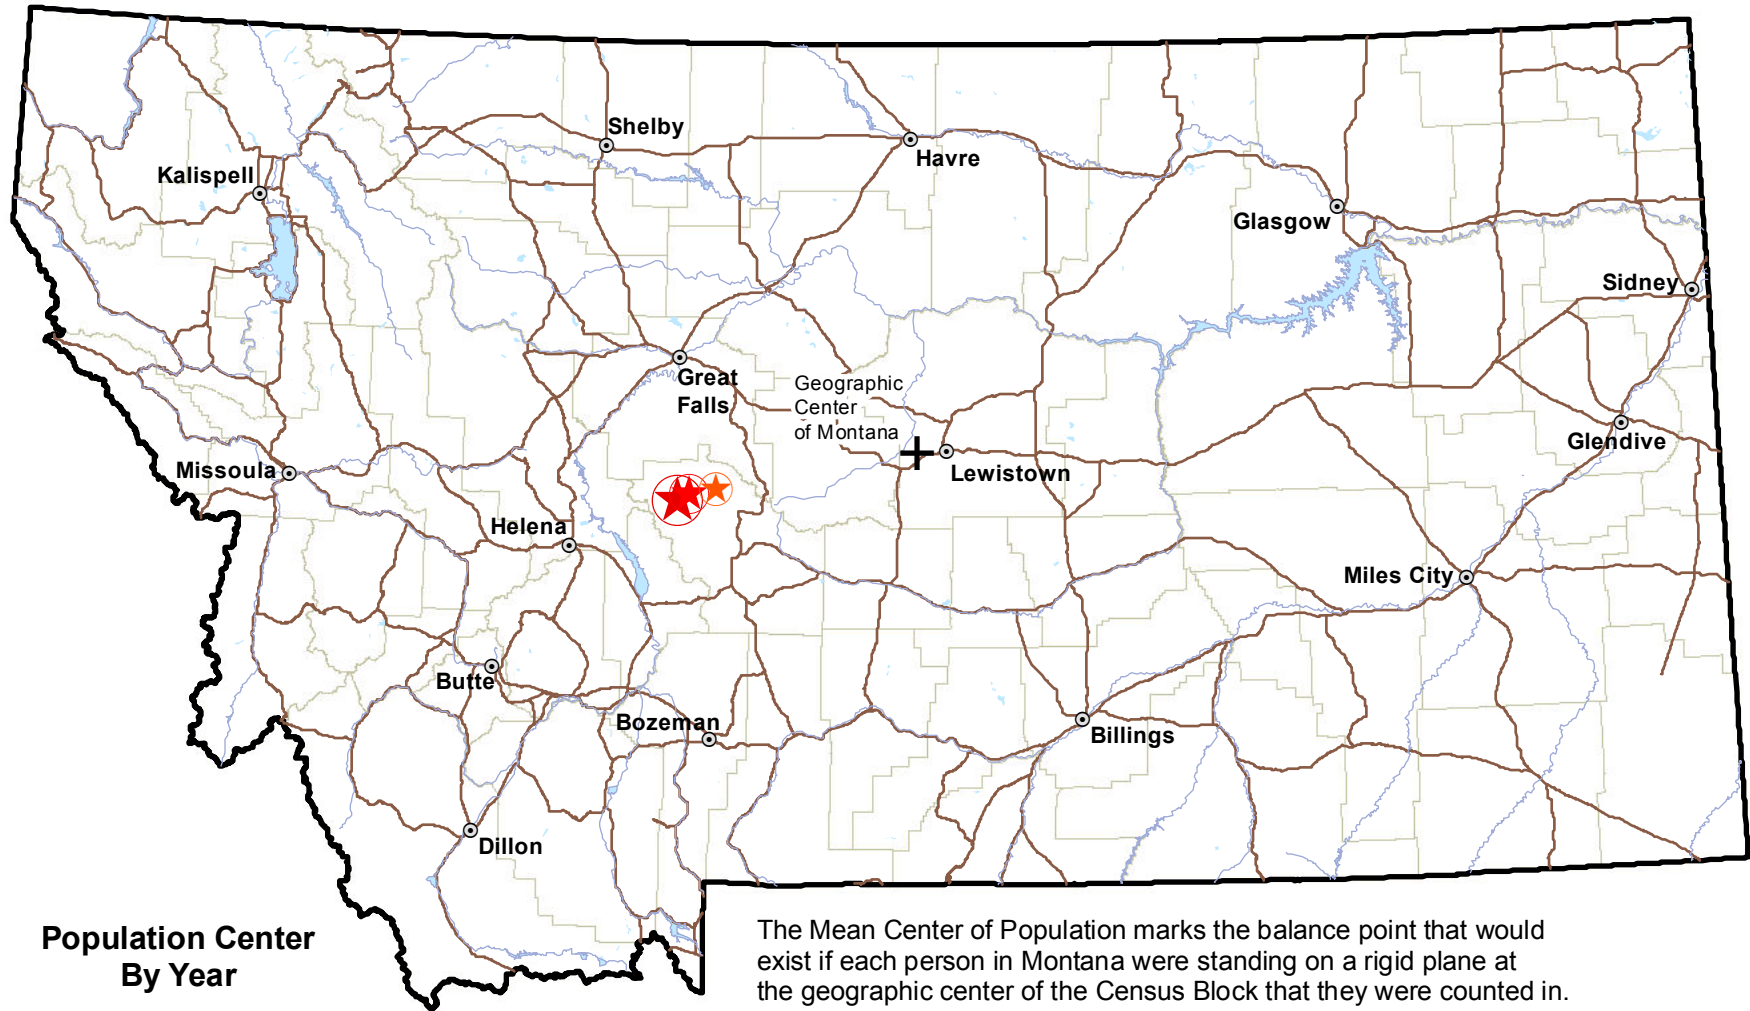 Shelby
Havre
Kalispell
Glasgow
Sidney
Great
Falls
Geographic
Center
of Montana
Glendive
Missoula
Lewistown
Helena
Miles City
Butte
Bozeman
Billings
Dillon
Population Center
By Year
The Mean Center of Population marks the balance point that would
exist if each person in Montana were standing on a rigid plane at
the geographic center of the Census Block that they were counted in.